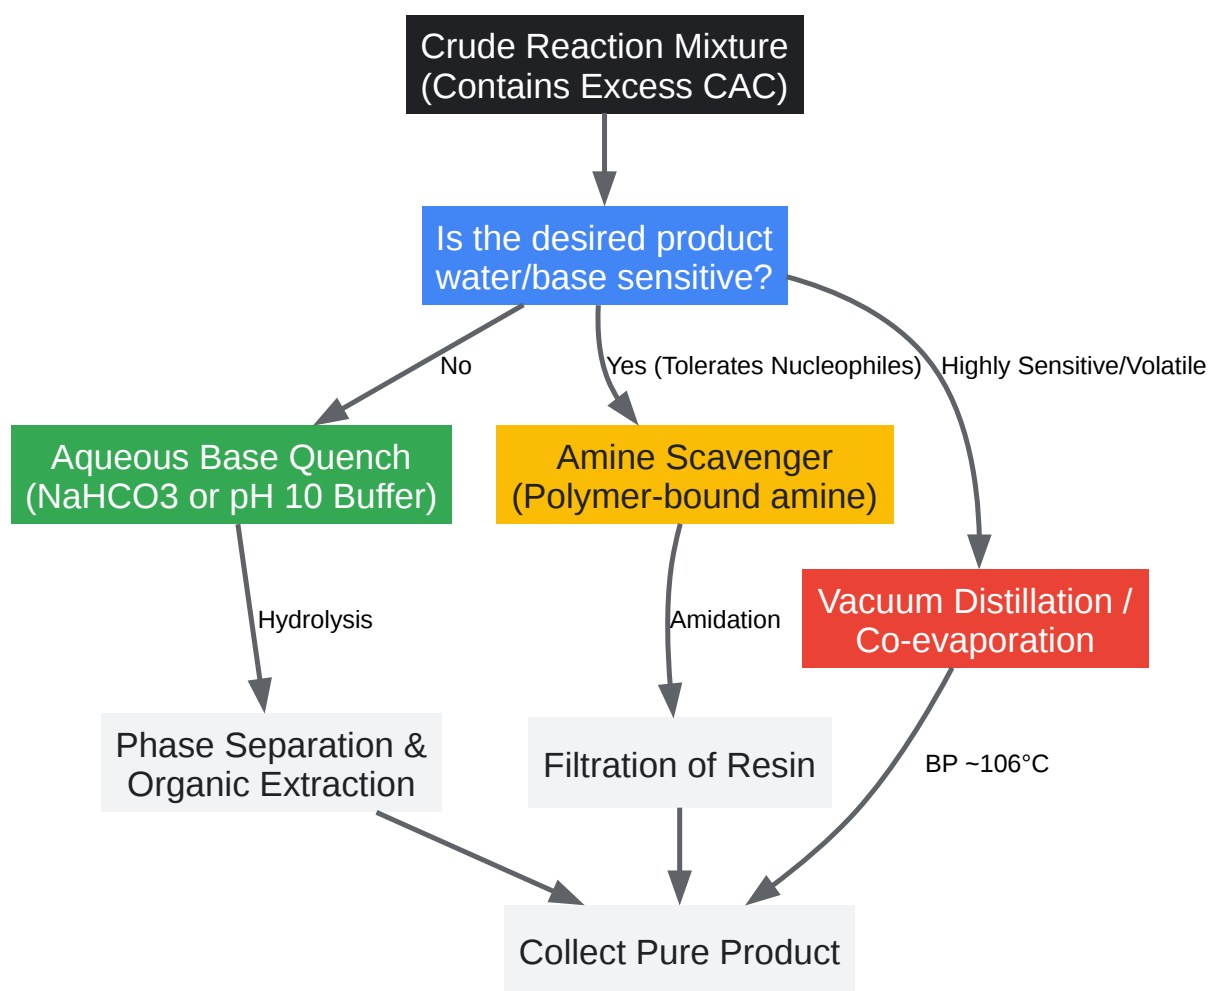 Crude Reaction Mixture
(Contains Excess CAC)
Is the desired product
water/base sensitive?
No
Yes (Tolerates Nucleophiles)
Highly Sensitive/Volatile
Aqueous Base Quench
(NaHCO3 or pH 10 Buffer)
Amine Scavenger
(Polymer-bound amine)
Vacuum Distillation /
Co-evaporation
Hydrolysis
Amidation
BP ~106°C
Phase Separation &
Organic Extraction
Filtration of Resin
Collect Pure Product